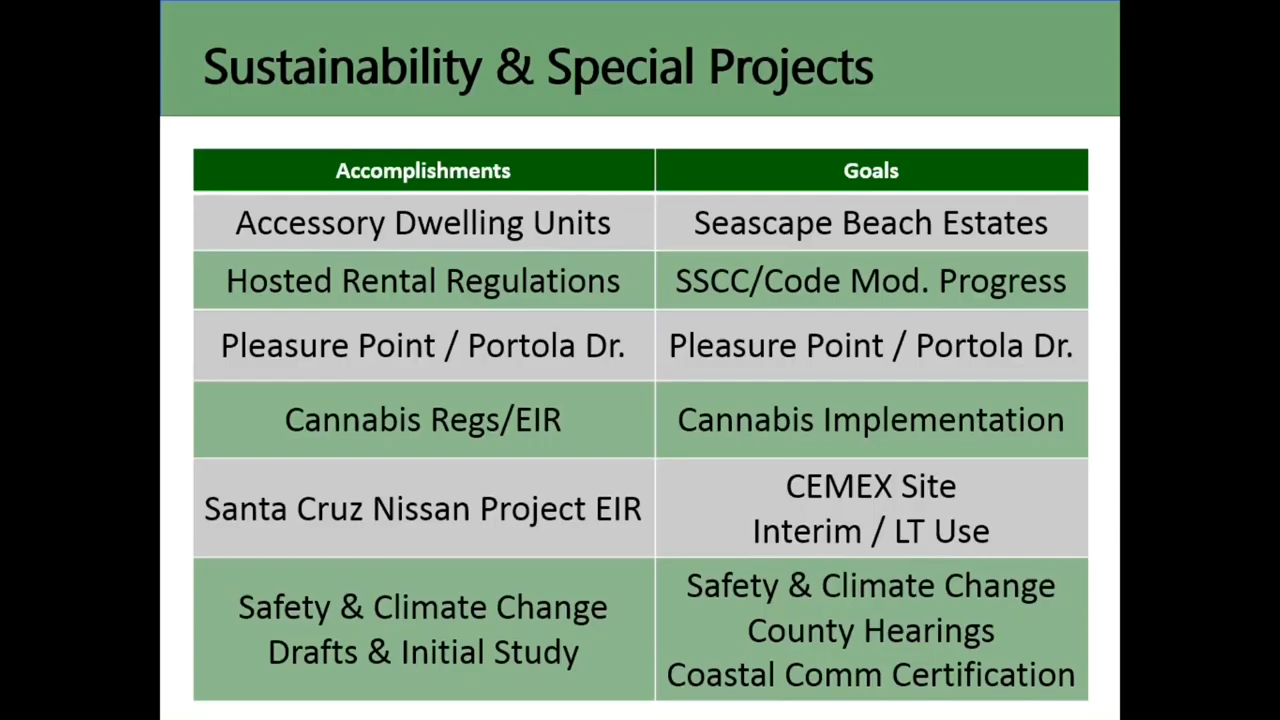 Sustainability & Special Projects
Accomplishments
Goals
Accessory Dwelling Units
Seascape Beach Estates
Hosted Rental Regulations
SSCC/Code Mod. Progress
Pleasure Point / Portola Dr.
Pleasure Point / Portola Dr.
Cannabis Regs/EIR
Cannabis Implementation
Santa Cruz Nissan Project EIR
CEMEX Site
Interim / LT Use
Safety & Climate Change
Drafts & Initial Study
Safety & Climate Change
County Hearings
Coastal Comm Certification